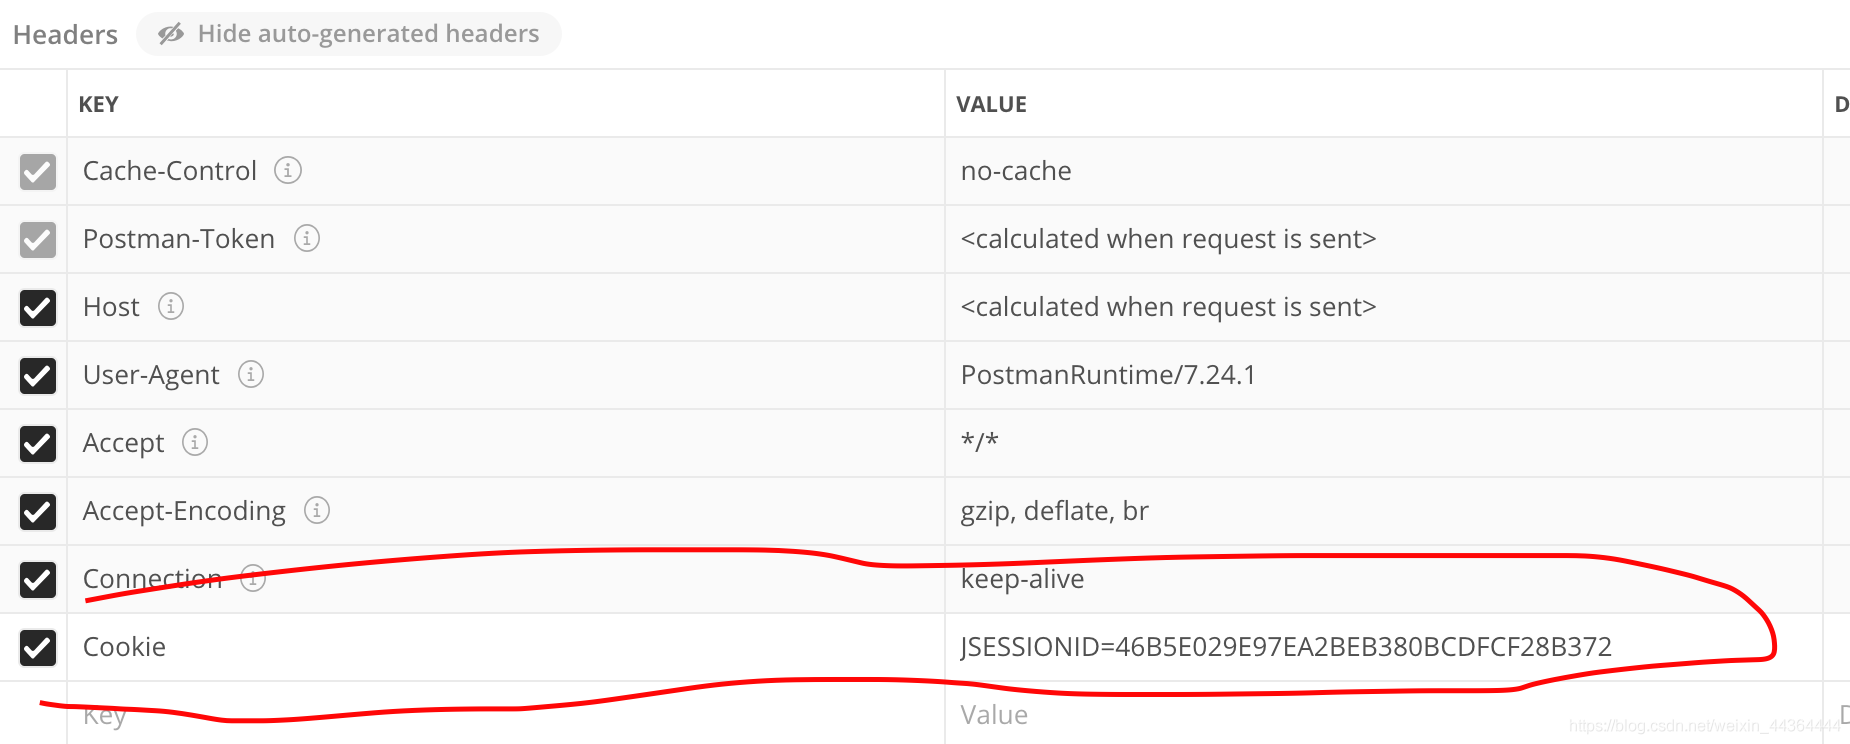 Headers Hide auto-generated headers
KEY VALUE D
Cache-Control no-cache
Postman-Token <calculated when request is sent>
Host <calculated when request is sent>
User-Agent PostmanRuntime/7.24.1
Accept */*
Accept-Encoding gzip, deflate, br
Connection keep-alive
Cookie JSESSIONID=46B5E029E97EA2BEB380BCDFCF28B372
Key Value D
https://blog.csdn.net/weixin_44364444